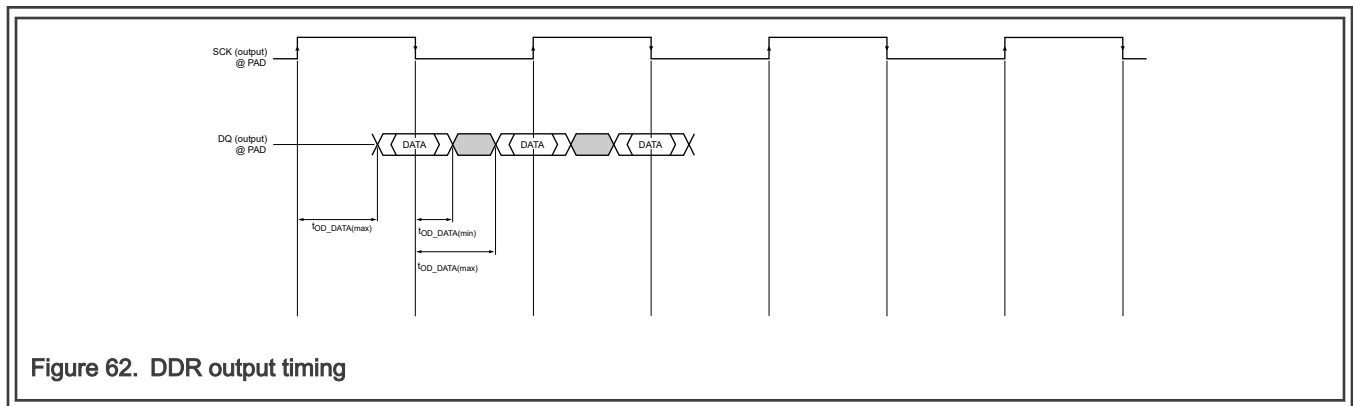 SCK (output)
@ PAD
DQ (output)
@ PAD
DATA DATA DATA
tOD_DATA(max) tOD_DATA(min)
tOD_DATA(max)
Figure 62. DDR output timing